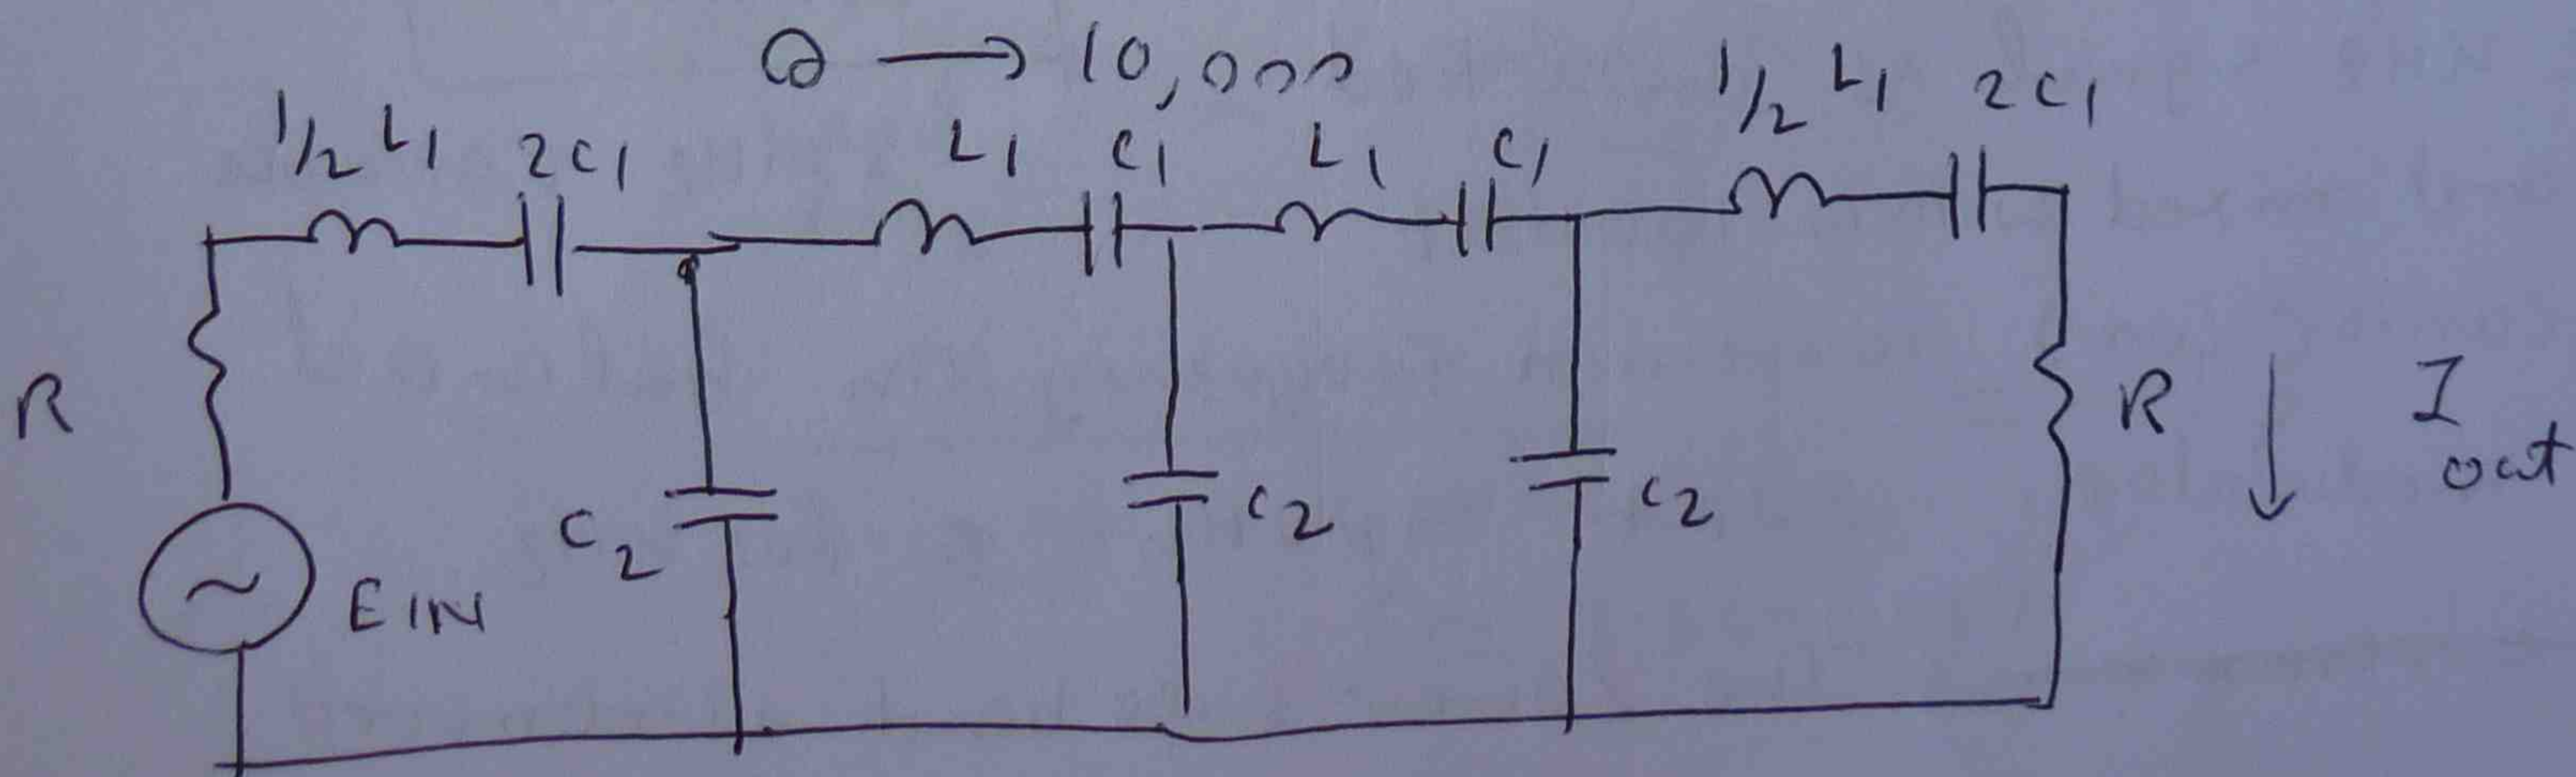 Q → 10,000
1/2 L1 2C1 L1 C1 L1 C1 1/2 L1 2C1
R C2 C2 C2 R ↓ I out
~ EIN